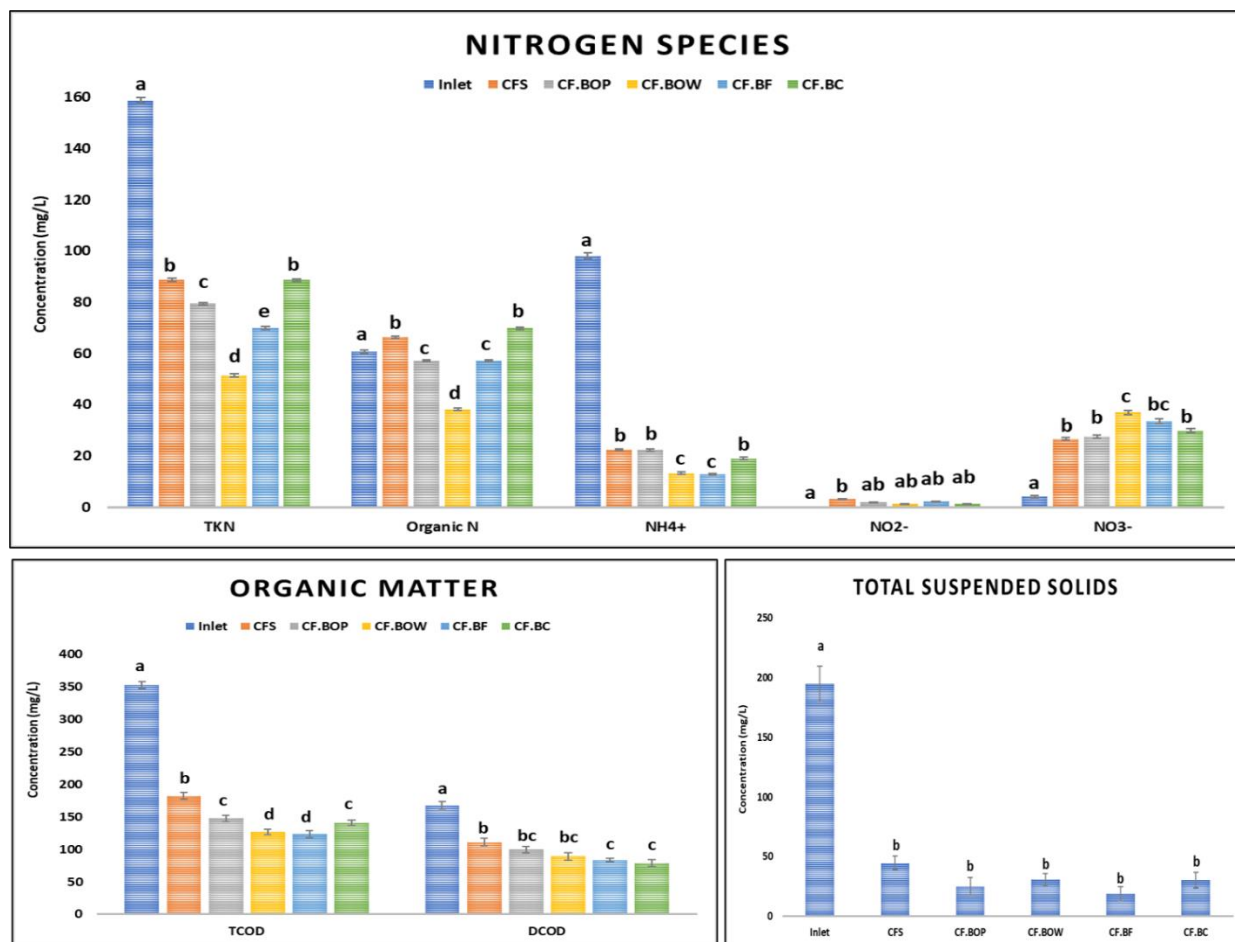 NITROGEN SPECIES
Inlet CFS CF.BOP CF.BOW CF.BF CF.BC
Concentration (mg/L)
160
140
120
100
80
60
40
20
0
a b c d e b
a b c d c b
a b b c c b
a b ab ab ab ab
a b b c bc b
TKN Organic N NH4+ NO2- NO3-
ORGANIC MATTER
Inlet CFS CF.BOP CF.BOW CF.BF CF.BC
Concentration (mg/L)
400
350
300
250
200
150
100
50
0
a b c d d c
a b bc bc c c
TCOD DCOD
TOTAL SUSPENDED SOLIDS
Concentration (mg/L)
250
200
150
100
50
0
a b b b b b
Inlet CFS CF.BOP CF.BOW CF.BF CF.BC